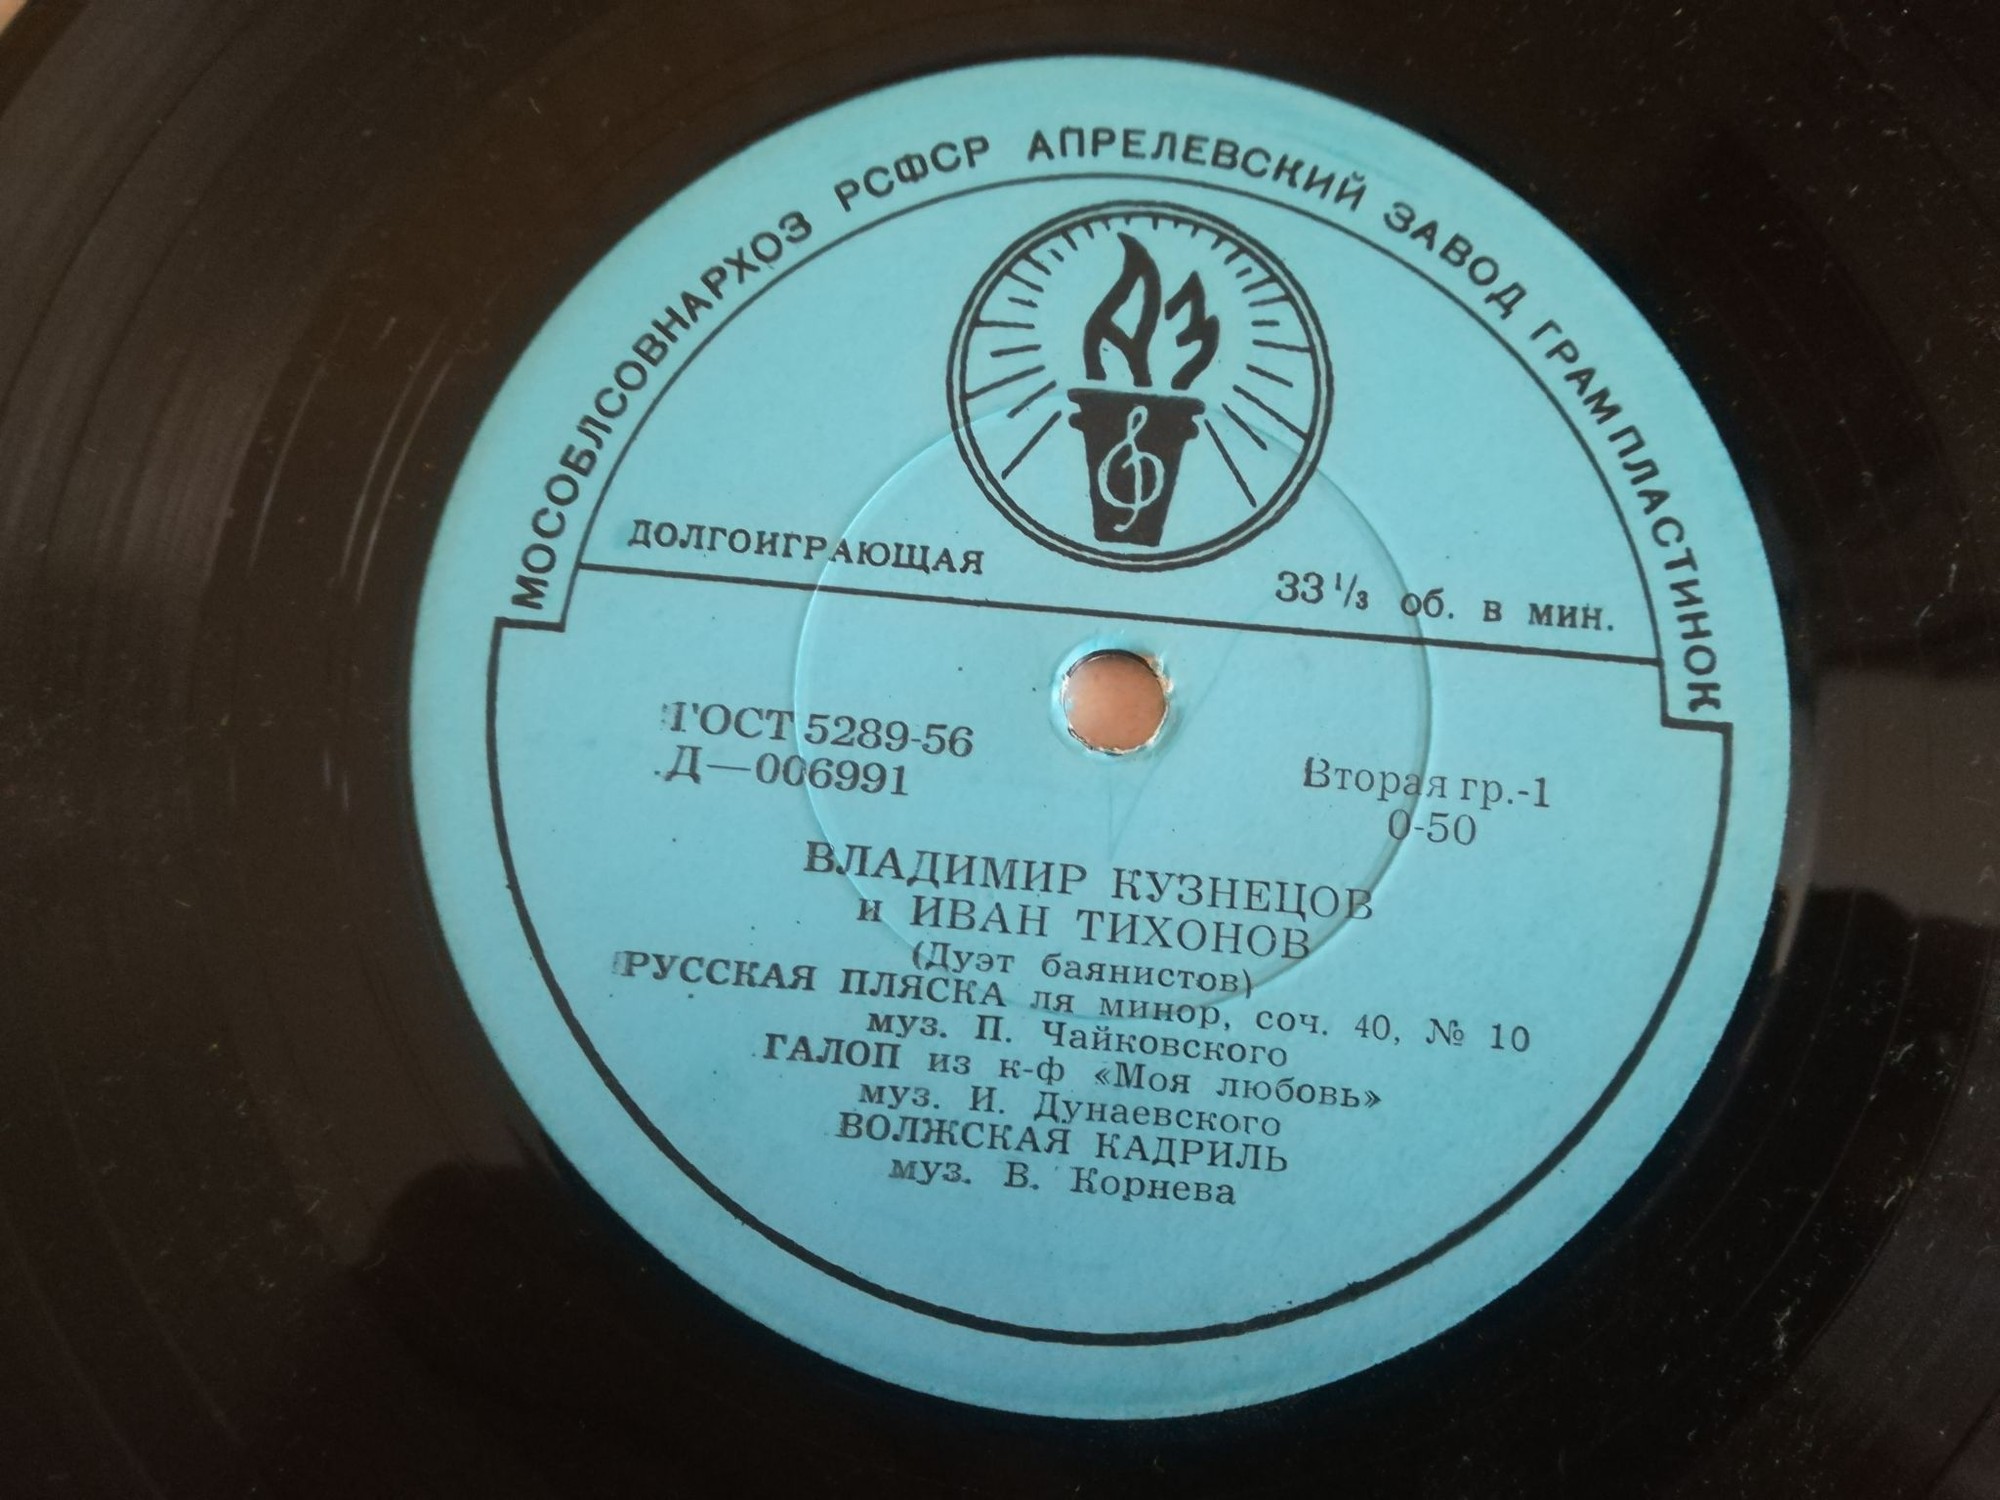 МОСОБЛСОВНАРХОЗ РСФСР АПРЕЛЕВСКИЙ ЗАВОД ГРАМПЛАСТИНОК
АЗ
ДОЛГОИГРАЮЩАЯ
33 1/3 об. в мин.
ГОСТ 5289-56
Д—006991
Вторая гр.-1
0-50
ВЛАДИМИР КУЗНЕЦОВ
и ИВАН ТИХОНОВ
(Дуэт баянистов)
РУССКАЯ ПЛЯСКА ля минор, соч. 40, № 10
муз. П. Чайковского
ГАЛОП из к-ф «Моя любовь»
муз. И. Дунаевского
ВОЛЖСКАЯ КАДРИЛЬ
муз. В. Корнева